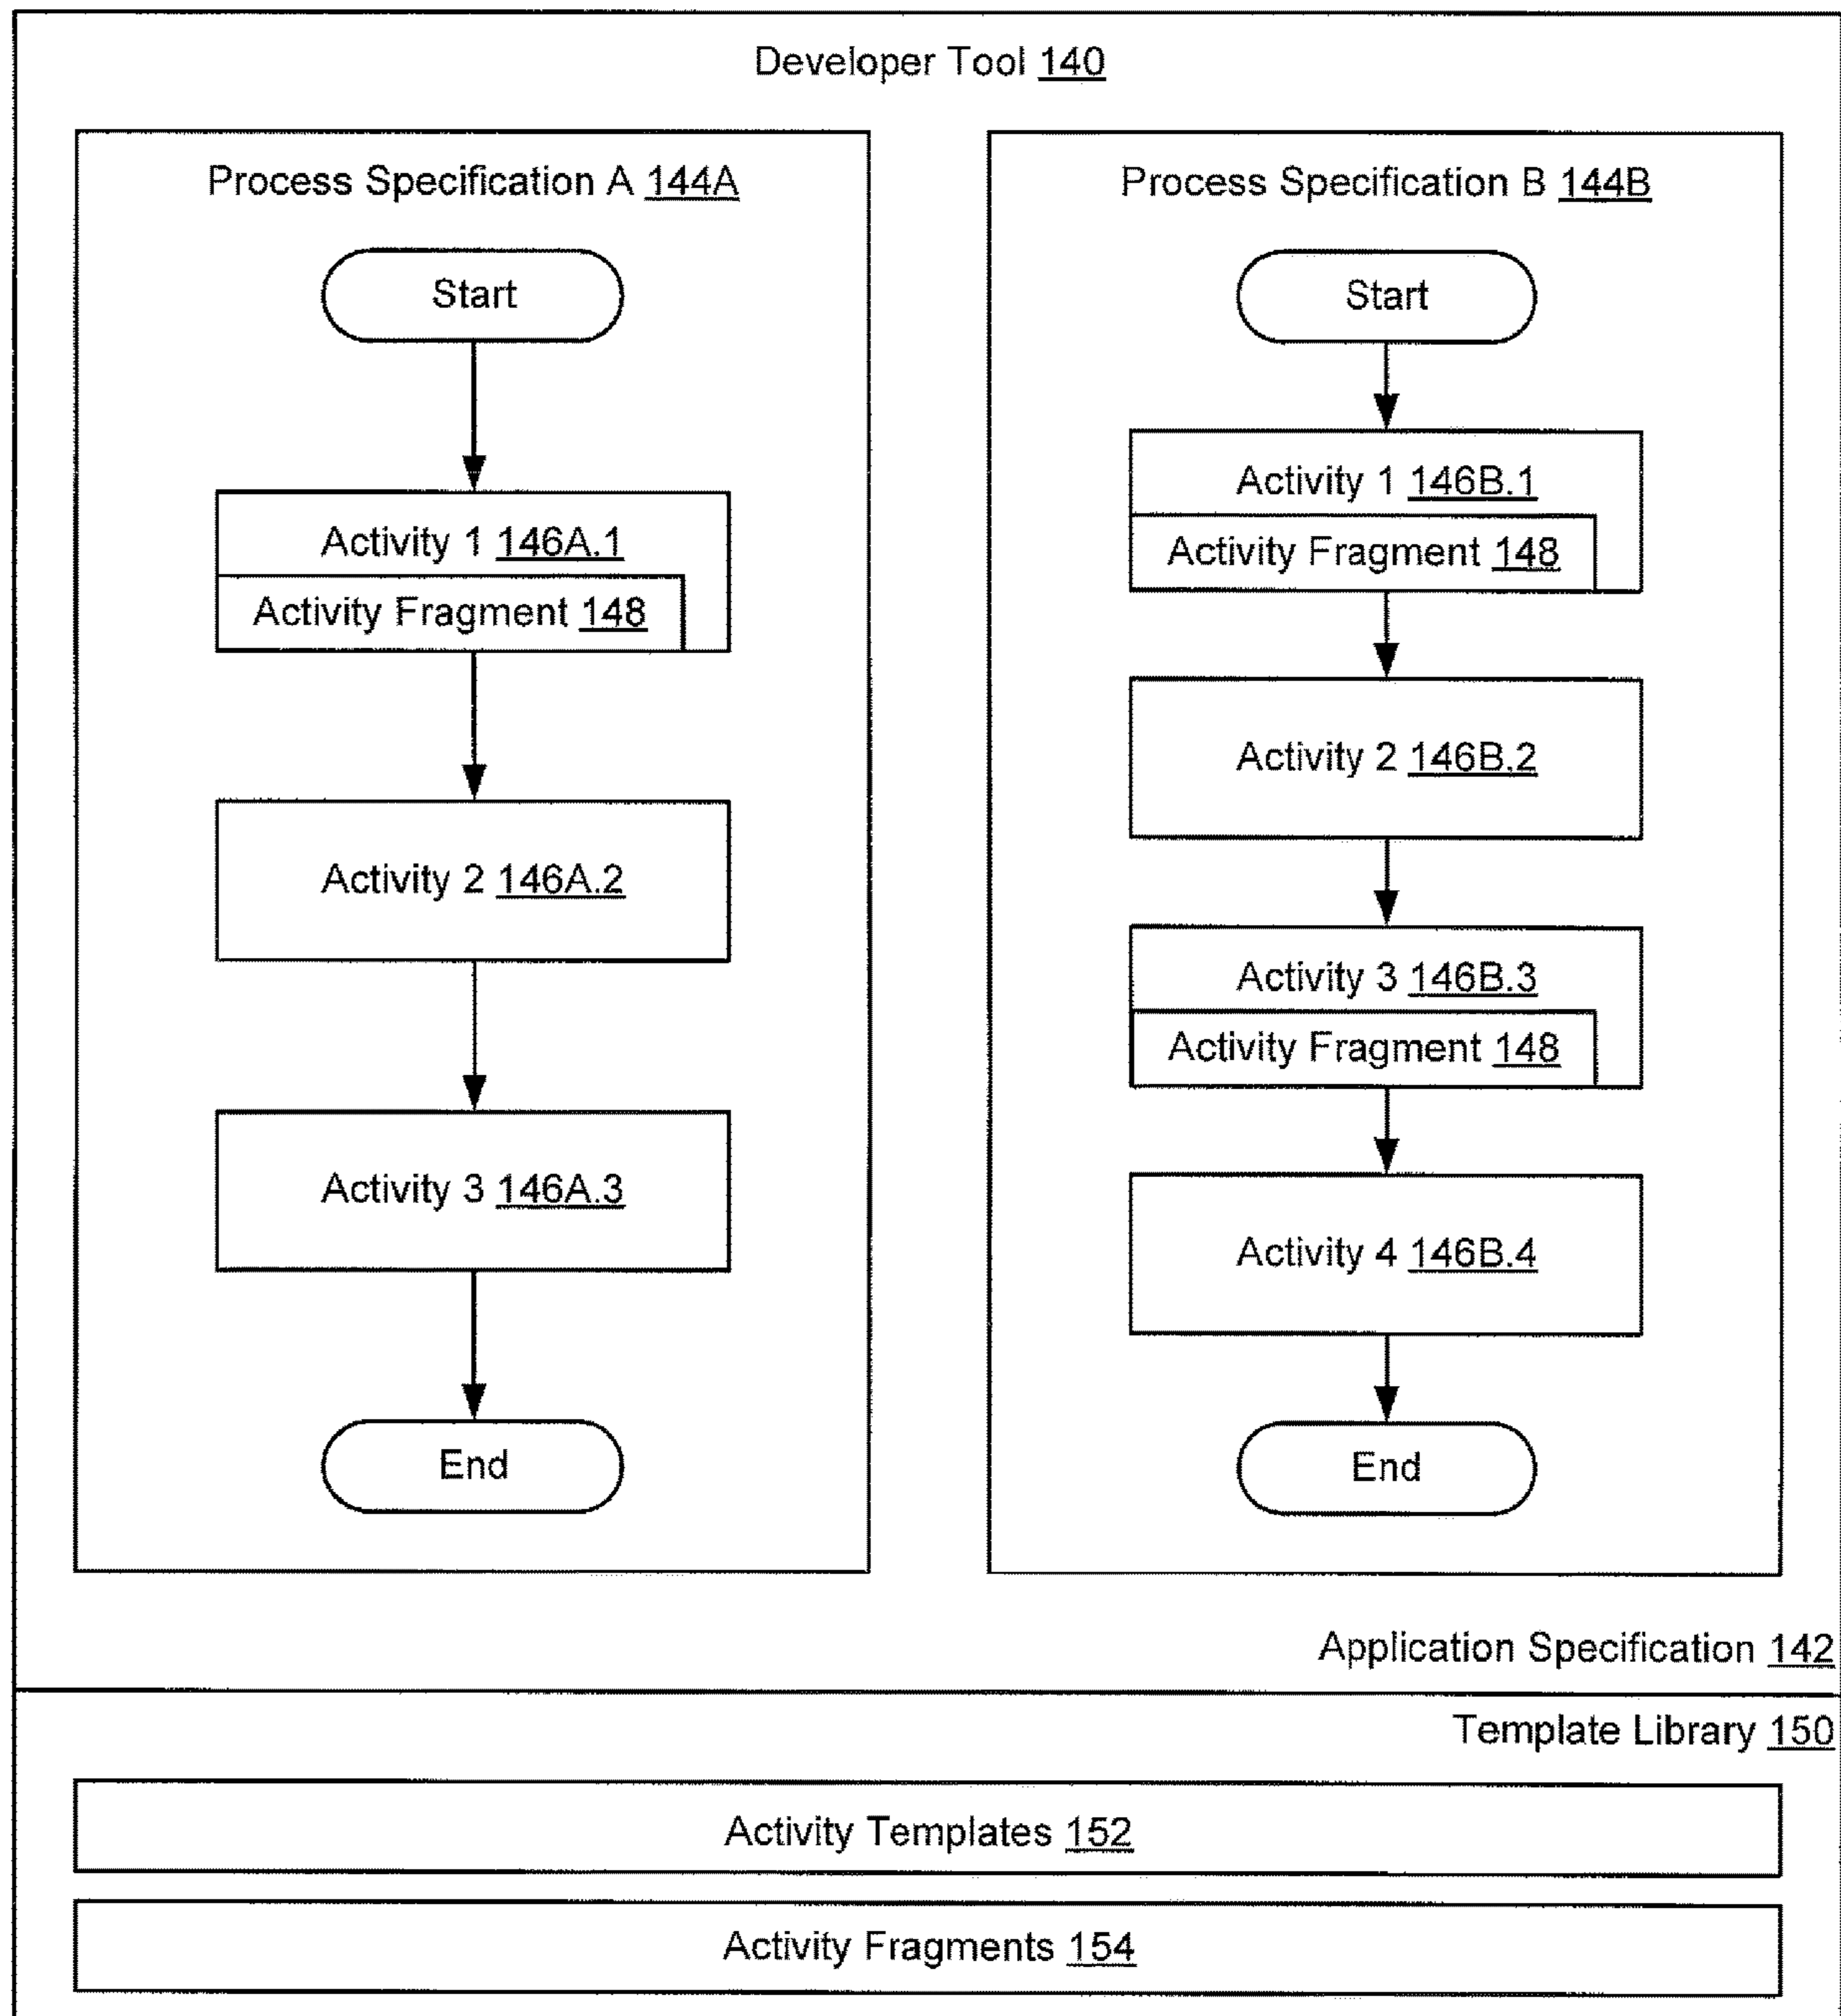 Developer Tool 140
Process Specification A 144A
Start
Activity 1 146A.1
Activity Fragment 148
Activity 2 146A.2
Activity 3 146A.3
End
Process Specification B 144B
Start
Activity 1 146B.1
Activity Fragment 148
Activity 2 146B.2
Activity 3 146B.3
Activity Fragment 148
Activity 4 146B.4
End
Application Specification 142
Template Library 150
Activity Templates 152
Activity Fragments 154